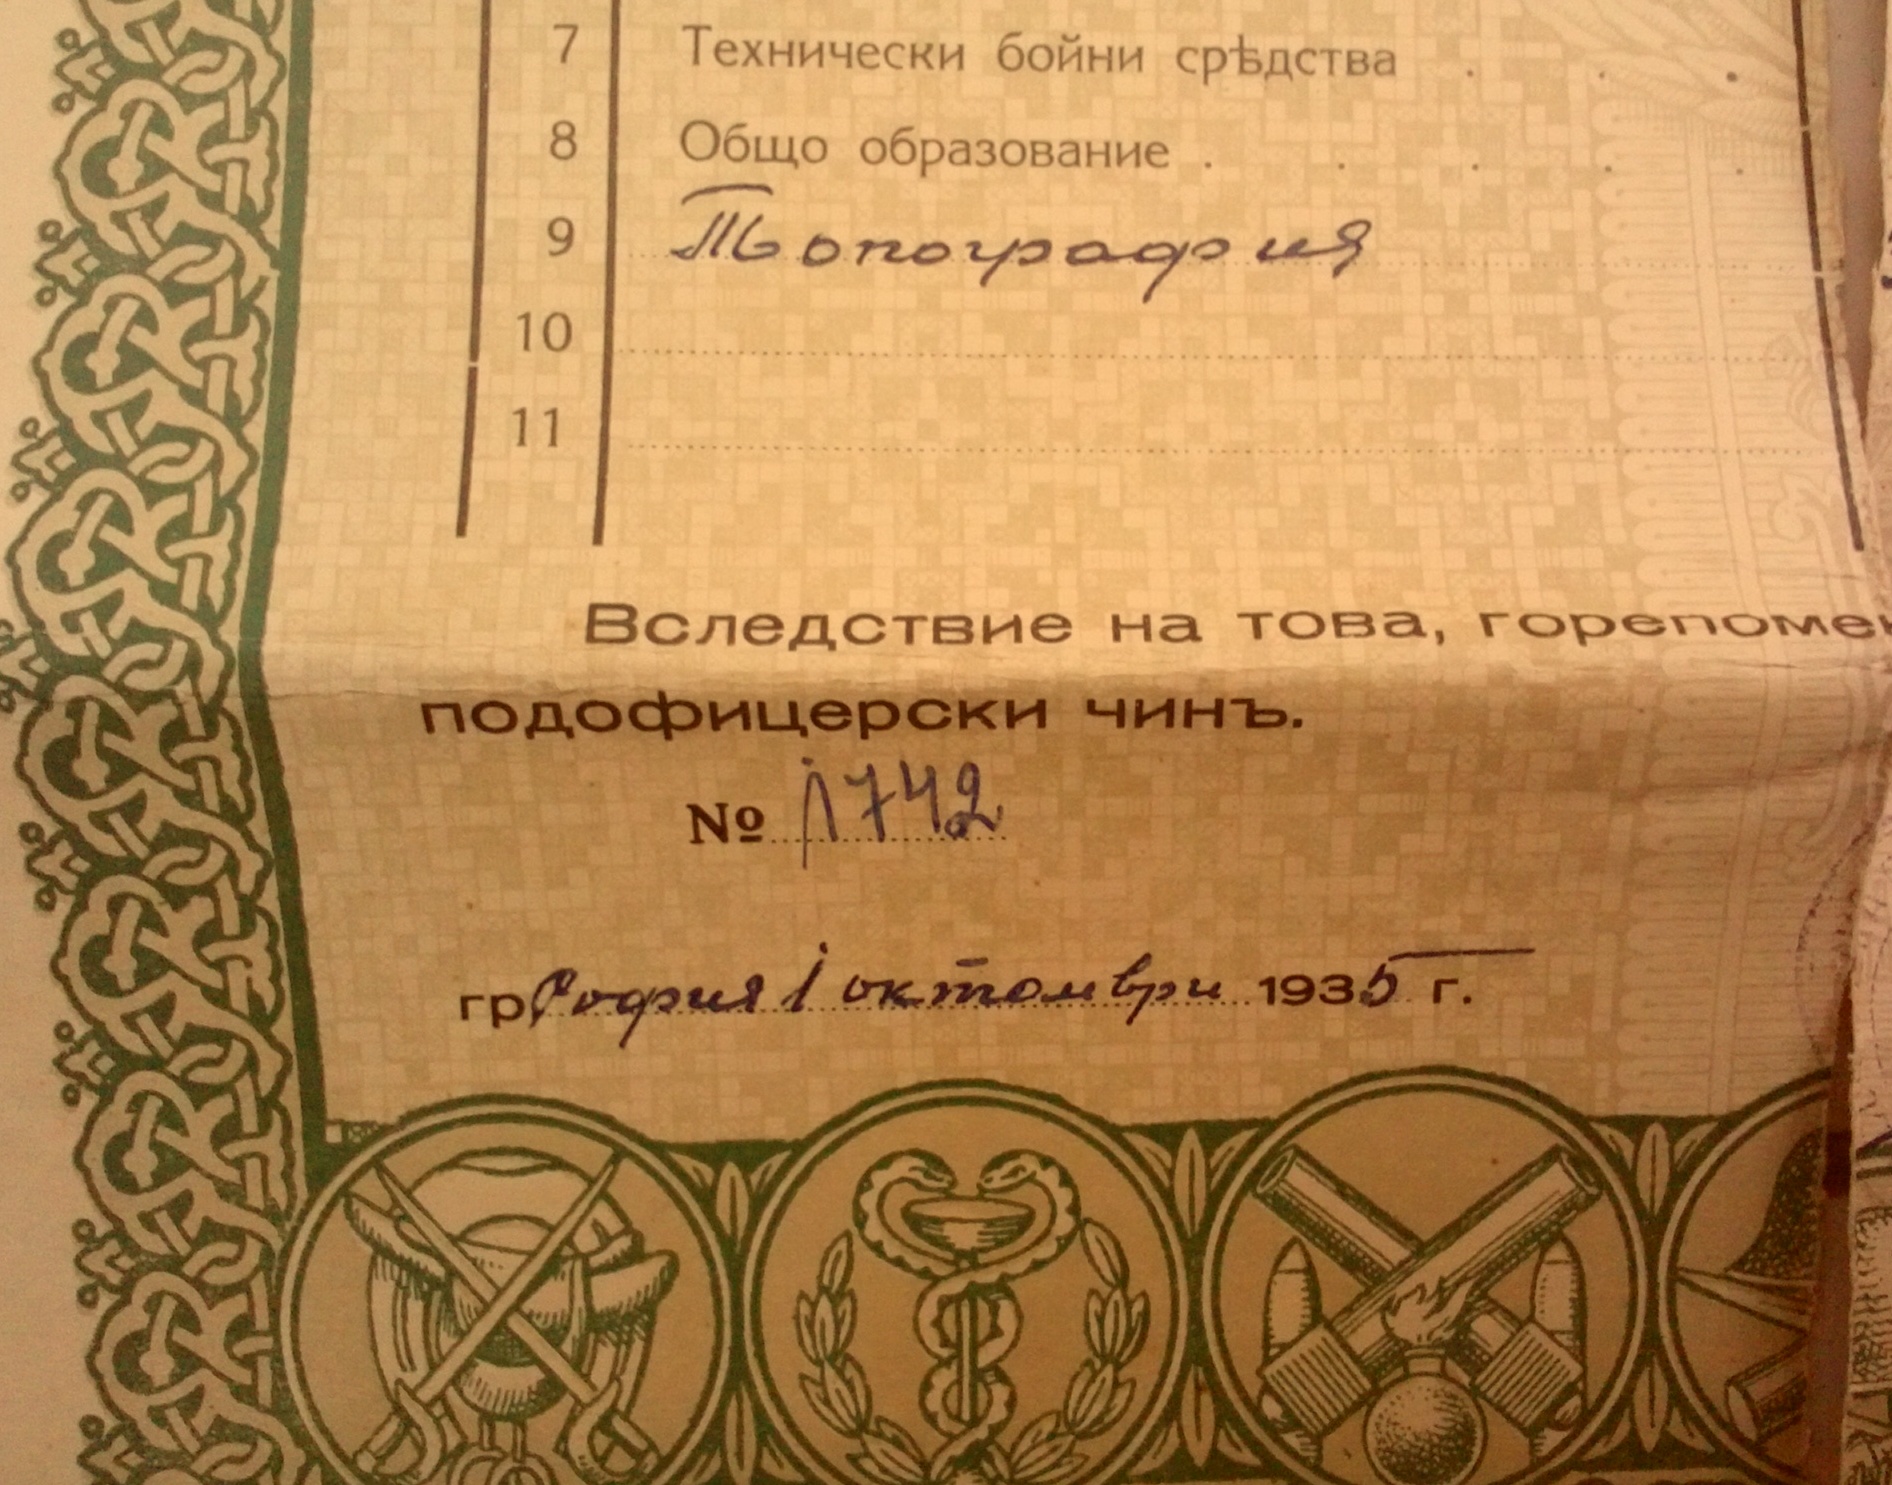 7 Технически бойни срѣдства . . .
8 Общо образование . . . . .
9 Топография
10
11
Вследствие на това, горепомен
подофицерски чинъ.
№ 1742
гр София 1 октомври 1935 г.